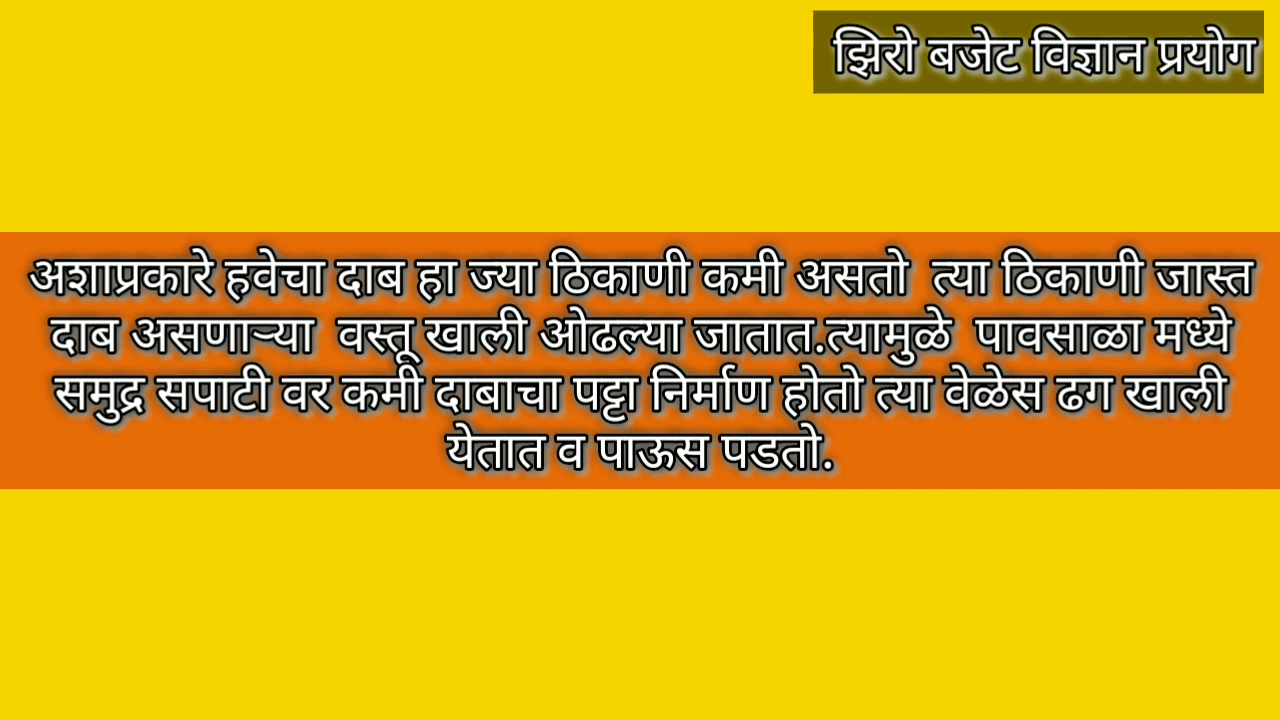 झिरो बजेट विज्ञान प्रयोग
अशाप्रकारे हवेचा दाब हा ज्या ठिकाणी कमी असतो त्या ठिकाणी जास्त
दाब असणाऱ्या वस्तू खाली ओढल्या जातात.त्यामुळे पावसाळा मध्ये
समुद्र सपाटी वर कमी दाबाचा पट्टा निर्माण होतो त्या वेळेस ढग खाली
येतात व पाऊस पडतो.